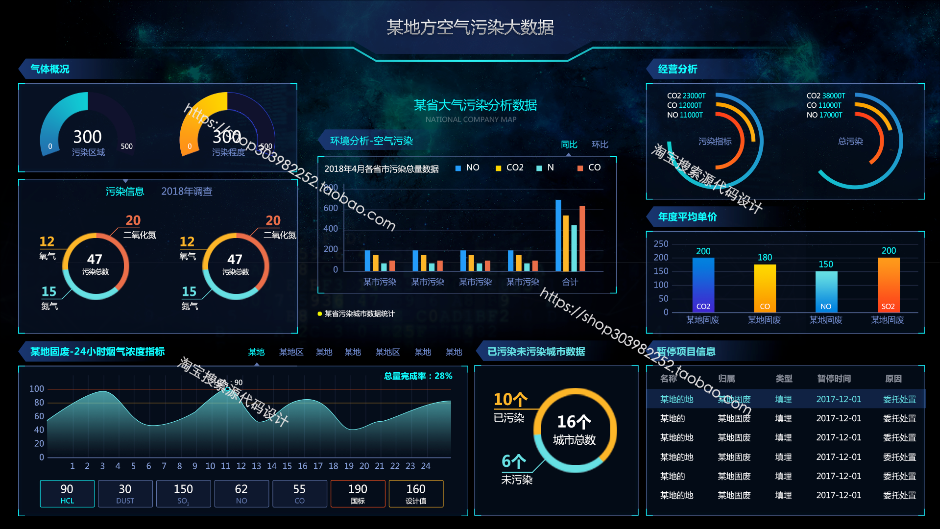 某地方空气污染大数据
气体概况
300
0
污染区域
500
300
0
污染程度
500
污染信息
2018年调查
20
二氧化氮
12
氧气
47
污染总数
15
氮气
20
二氧化氮
12
氧气
47
污染总数
15
氮气
某省大气污染分析数据
NATIONAL COMPANY MAP
环境分析-空气污染
同比
环比
2018年4月各省市污染总量数据
NO
CO2
N
CO
800
600
400
200
0
某市污染
某市污染
某市污染
某市污染
合计
某省污染城市数据统计
经营分析
CO2 23000T
CO 12000T
NO 11000T
污染指标
CO2 38000T
CO 11000T
NO 17000T
总污染
年度平均单价
250
200
150
100
50
0
200
180
150
200
CO2
CO
NO
SO2
某地固废
某地固废
某地固废
某地固废
某地固废-24小时烟气浓度指标
某地
某地区
某地
某地
某地区
某地
某地
总量完成率：28%
90
100
80
60
40
20
0
1 2 3 4 5 6 7 8 9 10 11 12 13 14 15 16 17 18 19 20 21 22 23 24
90
HCL
30
DUST
150
SO2
62
NO
55
CO
190
国标
160
设计值
已污染未污染城市数据
10个
已污染
16个
城市总数
6个
未污染
暂停项目信息
名称 归属 类型 暂停时间 原因
某地的地 某地固废 填埋 2017-12-01 委托处置
某地的 某地固废 填埋 2017-12-01 委托处置
某地的地 某地固废 填埋 2017-12-01 委托处置
某地的地 某地固废 填埋 2017-12-01 委托处置
某地的 某地固废 填埋 2017-12-01 委托处置
某地的地 某地固废 填埋 2017-12-01 委托处置
https://shop303982252.taobao.com
淘宝搜索源代码设计
https://shop303982252.taobao.com
淘宝搜索源代码设计